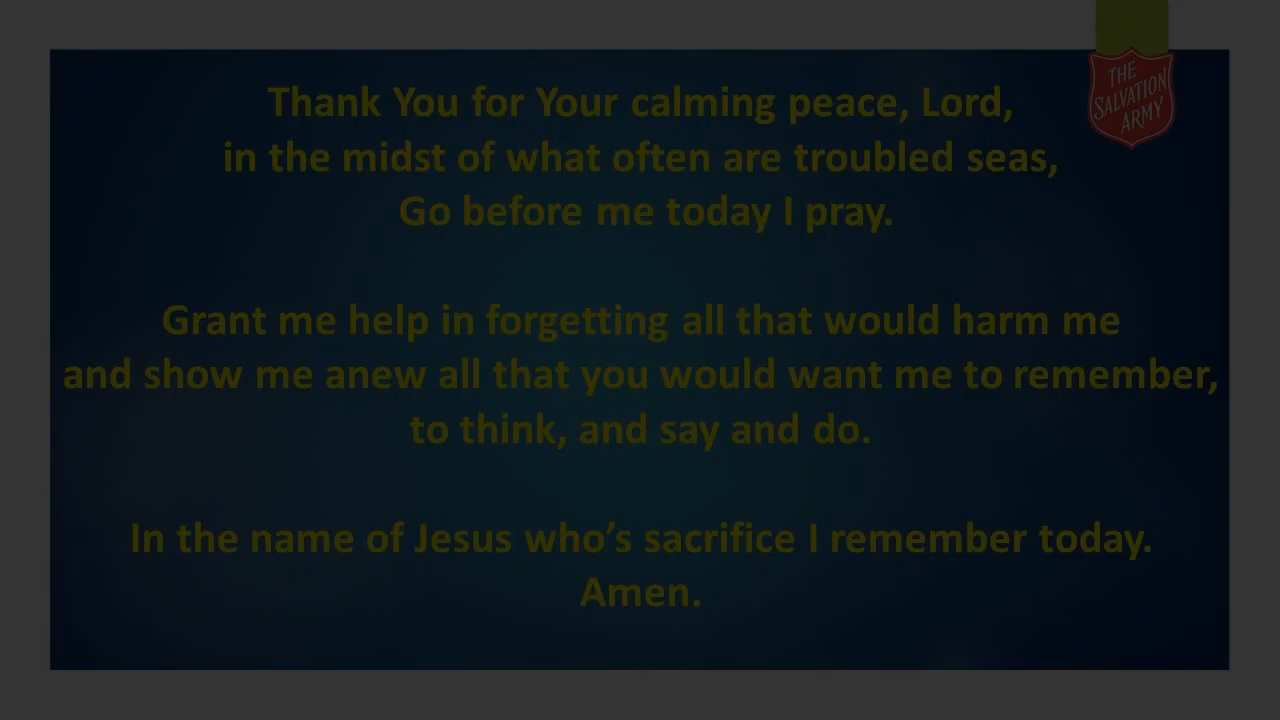 THE
SALVATION
ARMY
Thank You for Your calming peace, Lord,
in the midst of what often are troubled seas,
Go before me today I pray.
Grant me help in forgetting all that would harm me
and show me anew all that you would want me to remember,
to think, and say and do.
In the name of Jesus who’s sacrifice I remember today.
Amen.